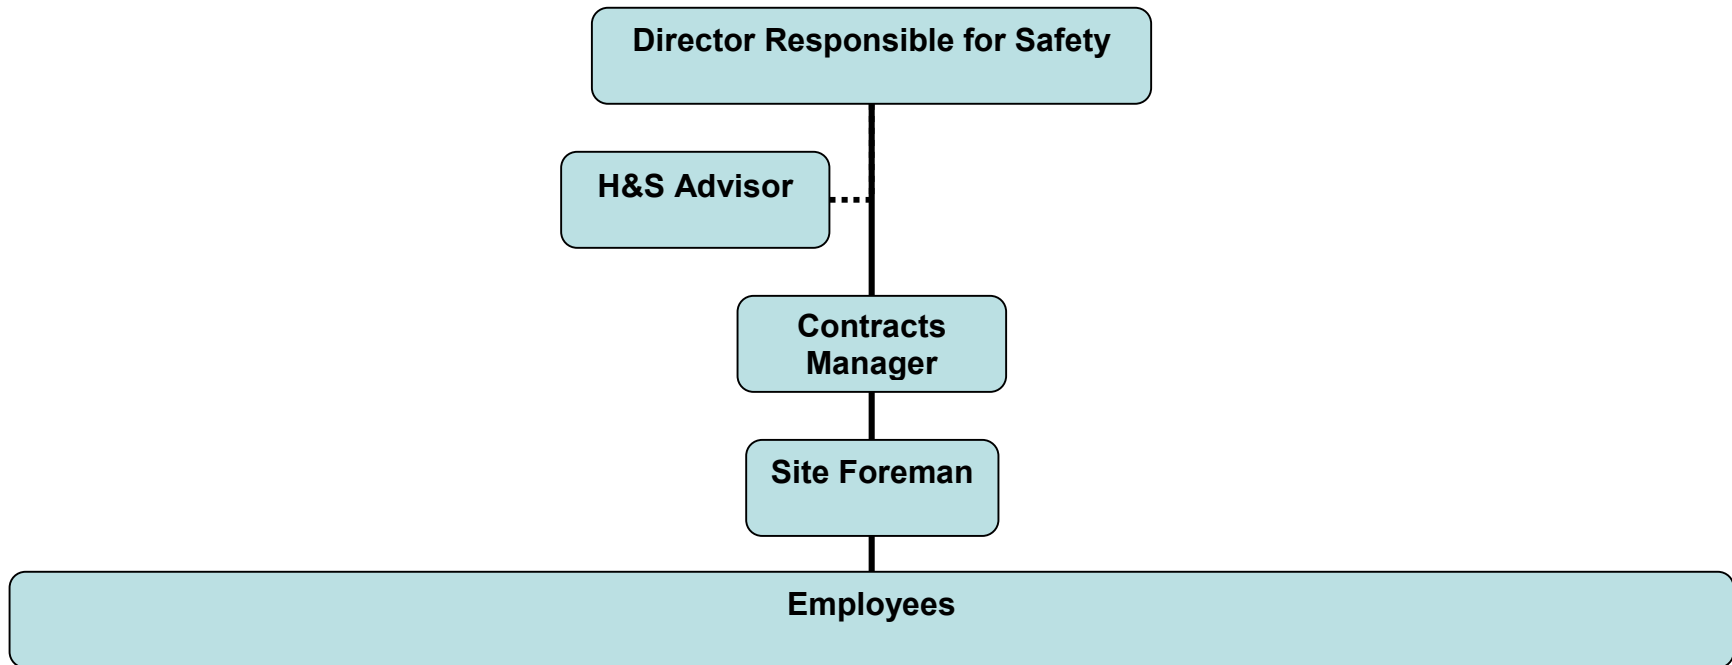 Director Responsible for Safety
H&S Advisor
Contracts
Manager
Site Foreman
Employees